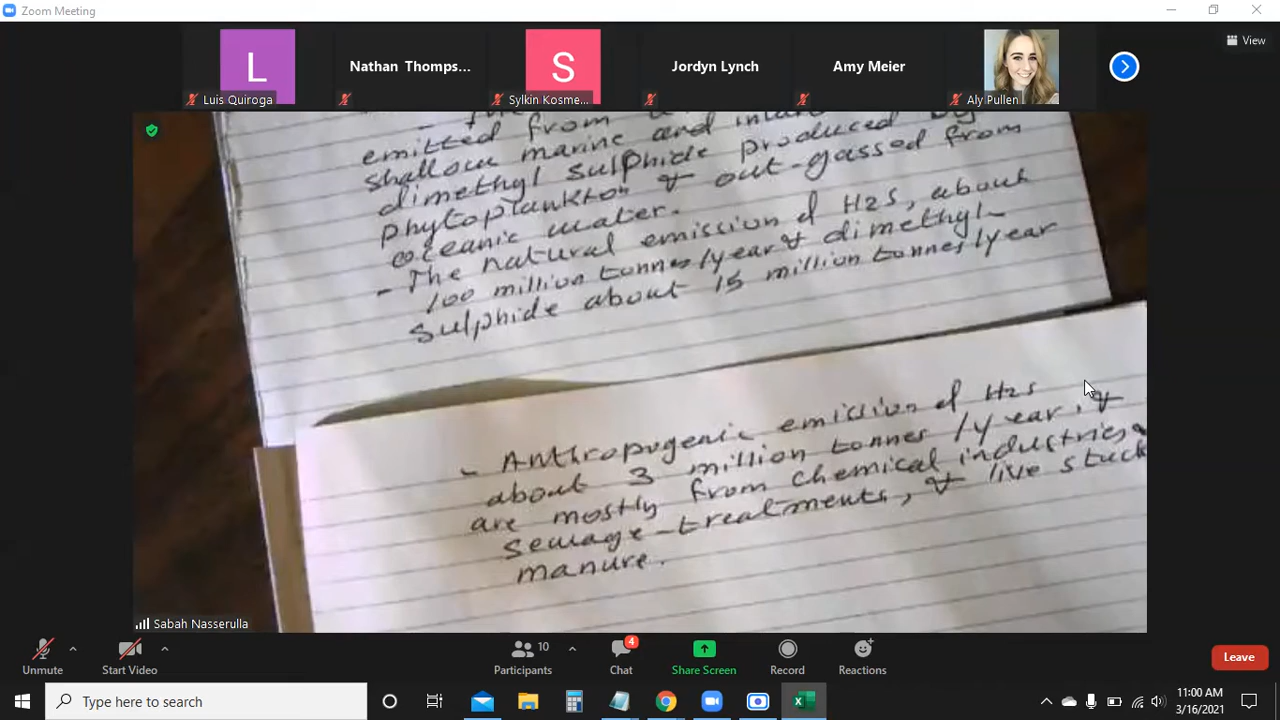 Zoom Meeting
View
L
Luis Quiroga
Nathan Thomps...
S
Sylkin Kosme...
Jordyn Lynch
Amy Meier
Aly Pullen
emitted from
shallow marine and
dimethyl sulphide produced by
phytoplankton & out-gassed from
oceanic water.
- The natural emission of H2S, about
100 million tonnes/year & dimethyl-
sulphide about 15 million tonnes/year
- Anthropogenic emission of H2S
about 3 million tonnes/year, &
are mostly from chemical industries
sewage-treatments, & live stock
manure.
Sabah Nasserulla
Unmute
Start Video
10
Participants
4
Chat
Share Screen
Record
Reactions
Leave
Type here to search
11:00 AM
3/16/2021